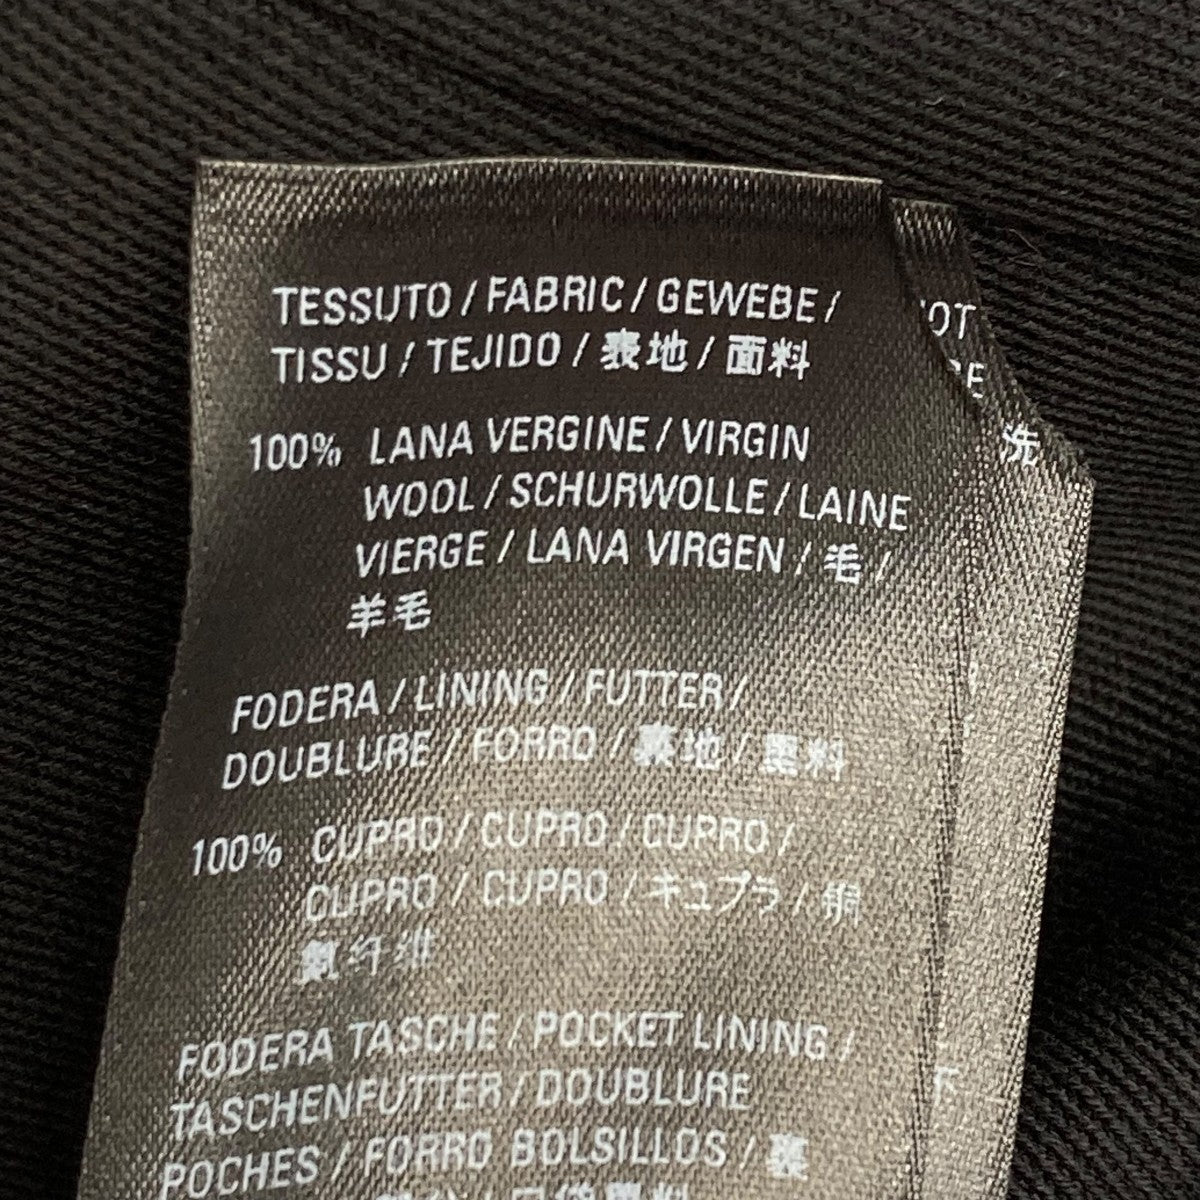 TESSUTO / FABRIC / GEWEBE /
TISSU / TEJIDO / 表地 / 面料
100% LANA VERGINE / VIRGIN
WOOL / SCHURWOLLE / LAINE
VIERGE / LANA VIRGEN / 毛 /
羊毛
FODERA / LINING / FUTTER /
DOUBLURE / FORRO / 裏地 / 里料
100% CUPRO / CUPRO / CUPRO /
CUPRO / CUPRO / キュプラ / 铜
氨纤维
FODERA TASCHE / POCKET LINING /
TASCHENFUTTER / DOUBLURE
POCHES / FORRO BOLSILLOS / 裏
洗